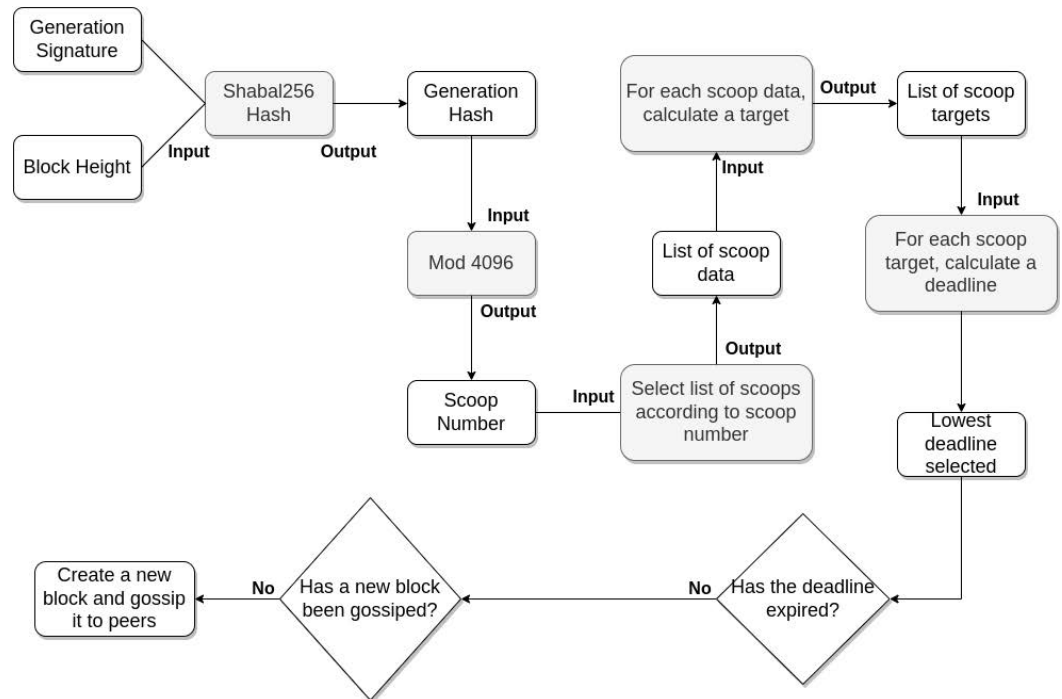 Generation
Signature
Block Height
Input
Shabal256
Hash
Output
Generation
Hash
Input
Mod 4096
Output
Scoop
Number
Input
Select list of scoops
according to scoop
number
Output
List of scoop
data
Input
For each scoop data,
calculate a target
Output
List of scoop
targets
Input
For each scoop
target, calculate a
deadline
Lowest
deadline
selected
Has the deadline
expired?
No
Has a new block
been gossiped?
No
Create a new
block and gossip
it to peers